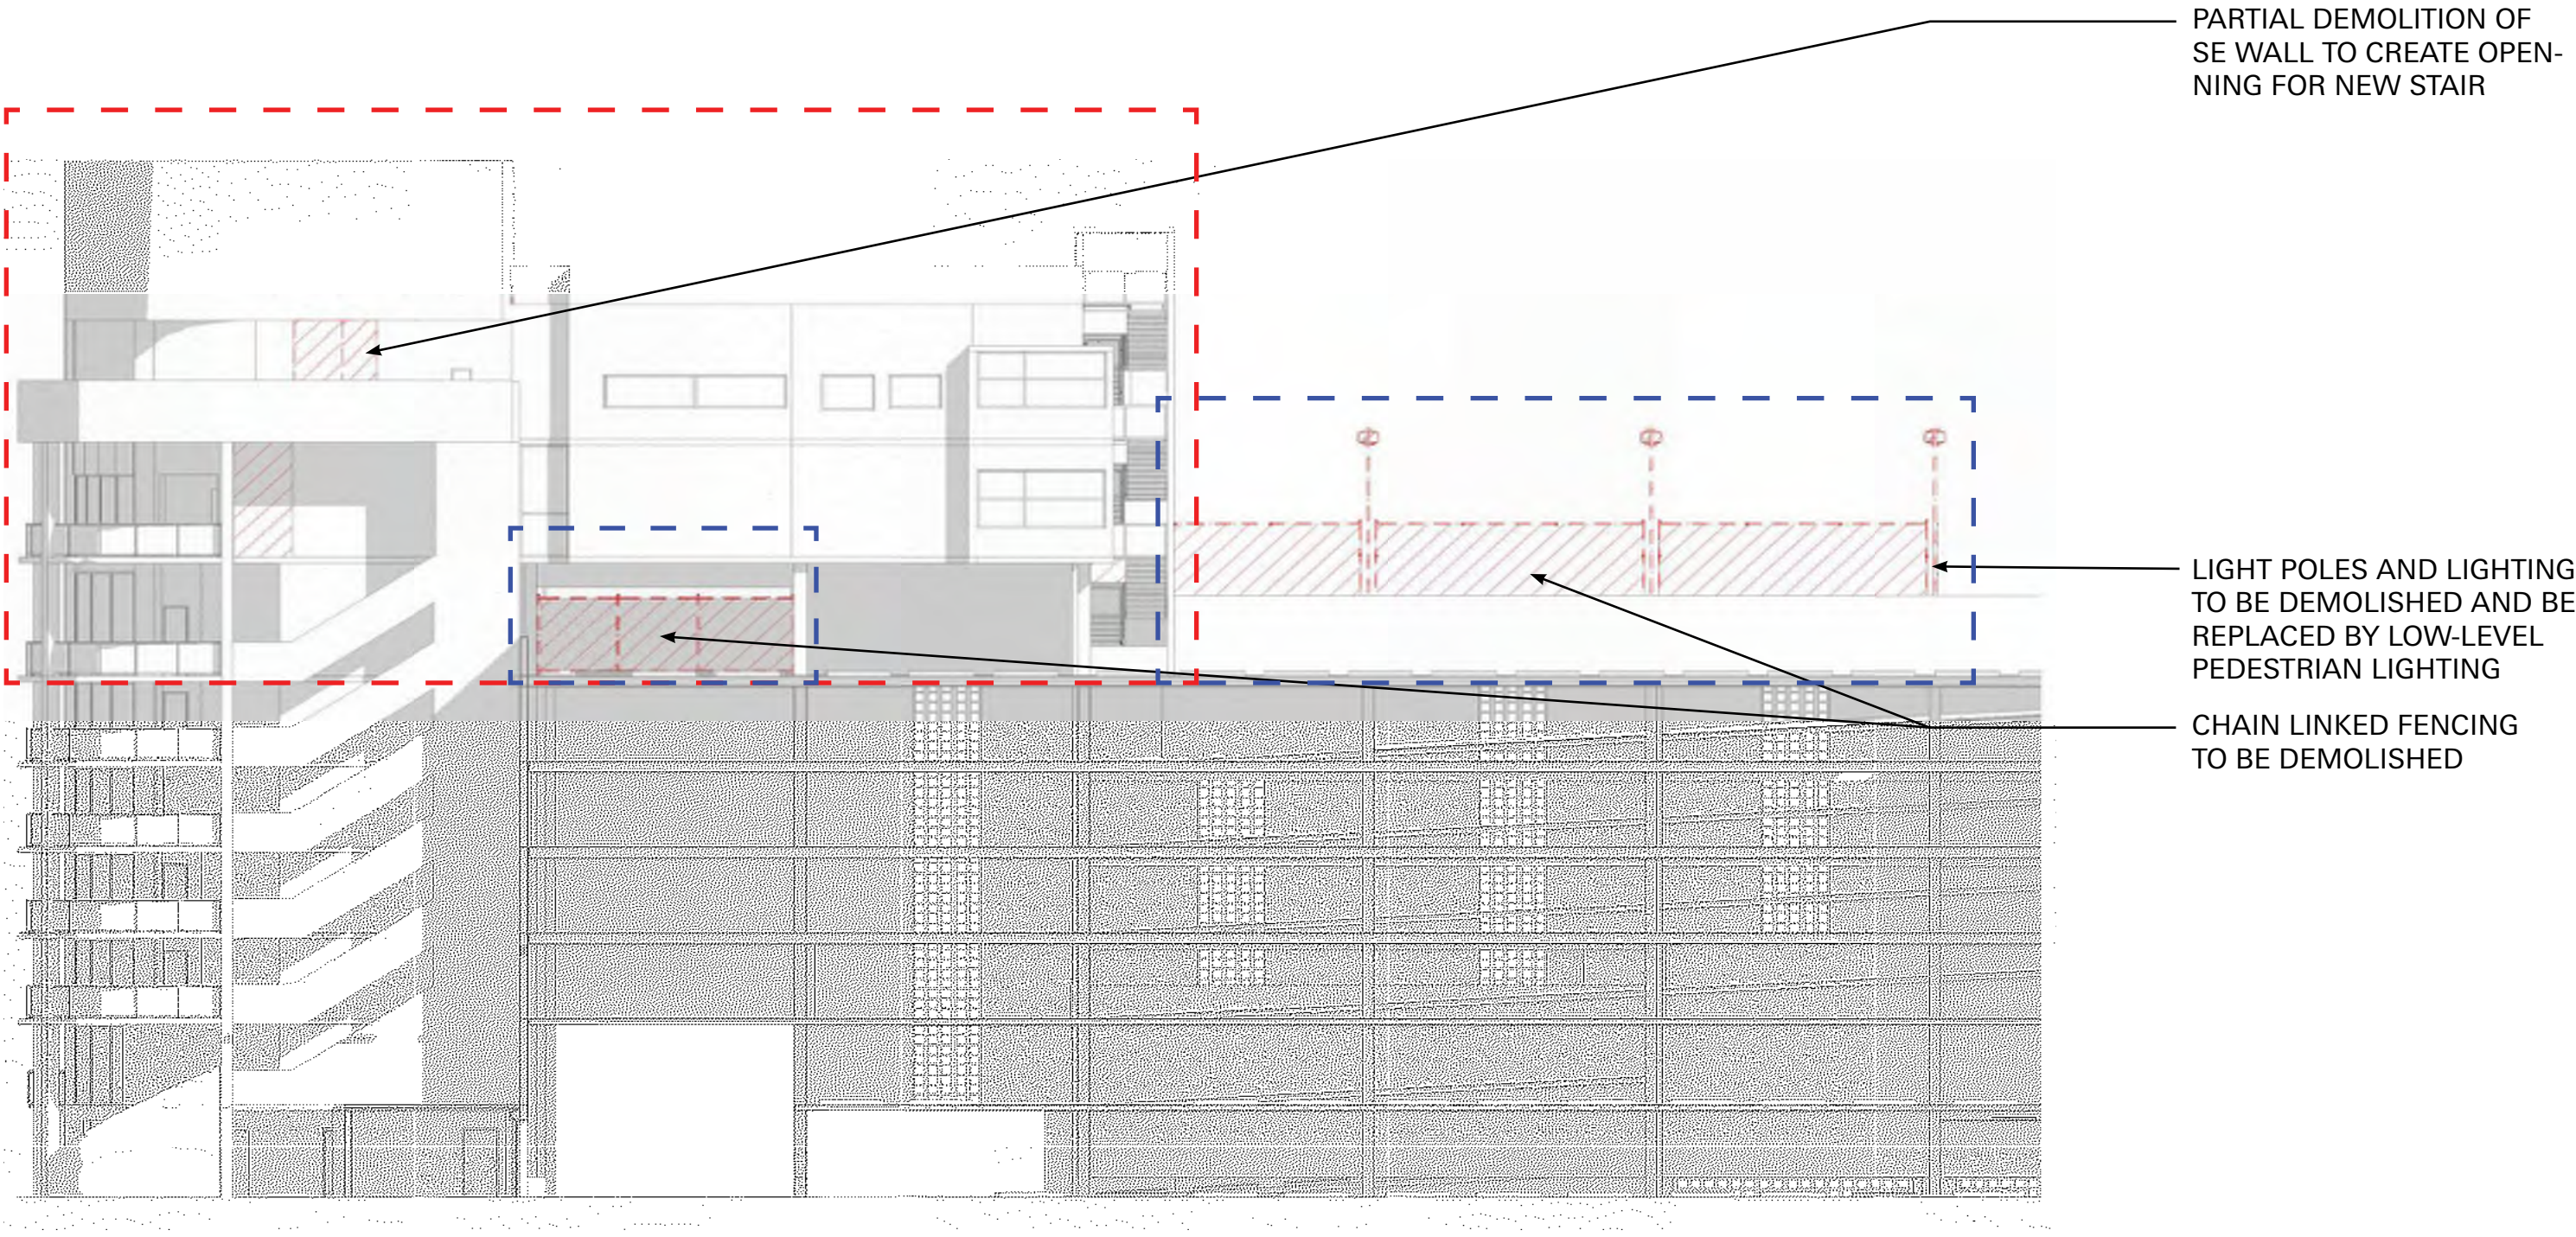 PARTIAL DEMOLITION OF
SE WALL TO CREATE OPEN-
NING FOR NEW STAIR
LIGHT POLES AND LIGHTING
TO BE DEMOLISHED AND BE
REPLACED BY LOW-LEVEL
PEDESTRIAN LIGHTING
CHAIN LINKED FENCING
TO BE DEMOLISHED